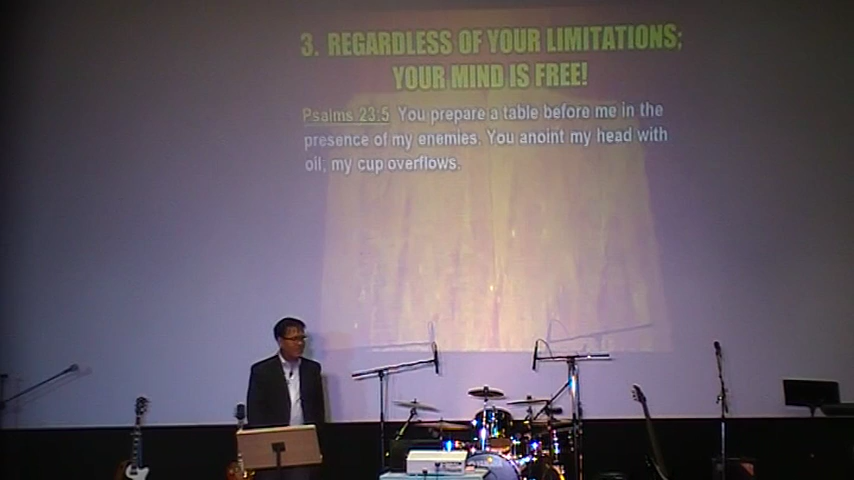 3. REGARDLESS OF YOUR LIMITATIONS;
YOUR MIND IS FREE!
Psalms 23:5 You prepare a table before me in the
presence of my enemies. You anoint my head with
oil; my cup overflows.